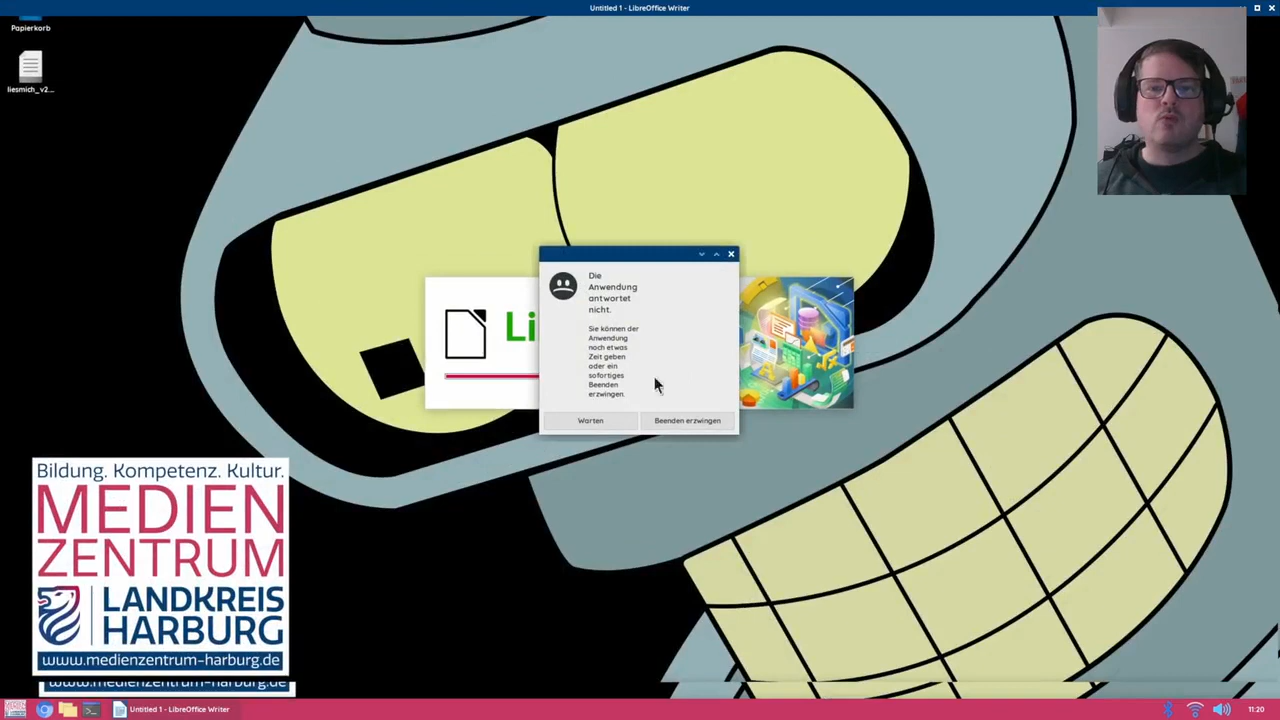 Untitled 1 - LibreOffice Writer
Papierkorb
liesmich_v2....
Die
Anwendung
antwortet
nicht.
Sie können der
Anwendung
noch etwas
Zeit geben
oder ein
sofortiges
Beenden
erzwingen.
Warten
Beenden erzwingen
Li
Bildung. Kompetenz. Kultur.
MEDIEN
ZENTRUM
LANDKREIS
HARBURG
www.medienzentrum-harburg.de
www.medienzentrum-harburg.de
Untitled 1 - LibreOffice Writer
11:20